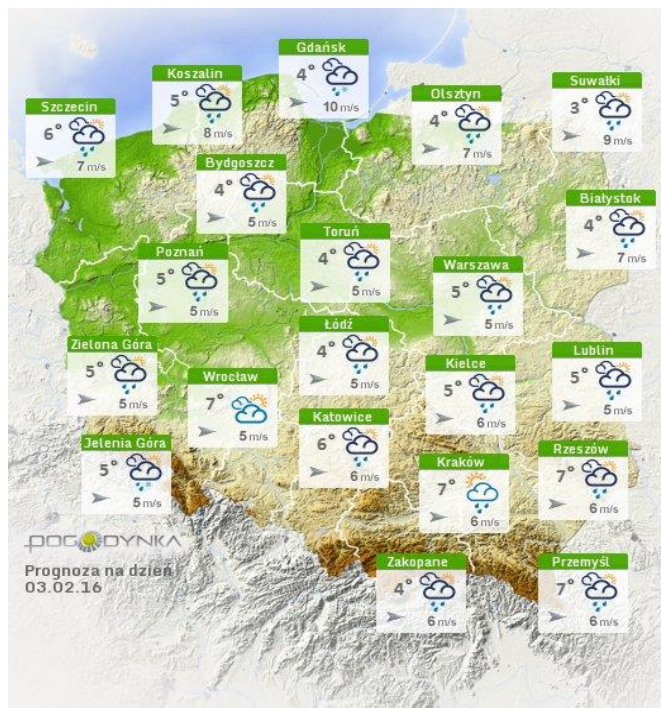 Gdańsk
4°
10 m/s
Koszalin
5°
8 m/s
Suwałki
3°
9 m/s
Olsztyn
4°
7 m/s
Szczecin
6°
7 m/s
Bydgoszcz
4°
5 m/s
Białystok
4°
7 m/s
Toruń
4°
5 m/s
Poznań
5°
5 m/s
Warszawa
5°
5 m/s
Łódź
4°
5 m/s
Zielona Góra
5°
5 m/s
Lublin
5°
5 m/s
Kielce
5°
6 m/s
Wrocław
7°
5 m/s
Katowice
6°
6 m/s
Jelenia Góra
5°
5 m/s
Rzeszów
7°
6 m/s
Kraków
7°
6 m/s
POGODYNKA
Prognoza na dzień
03.02.16
Zakopane
4°
6 m/s
Przemyśl
7°
6 m/s